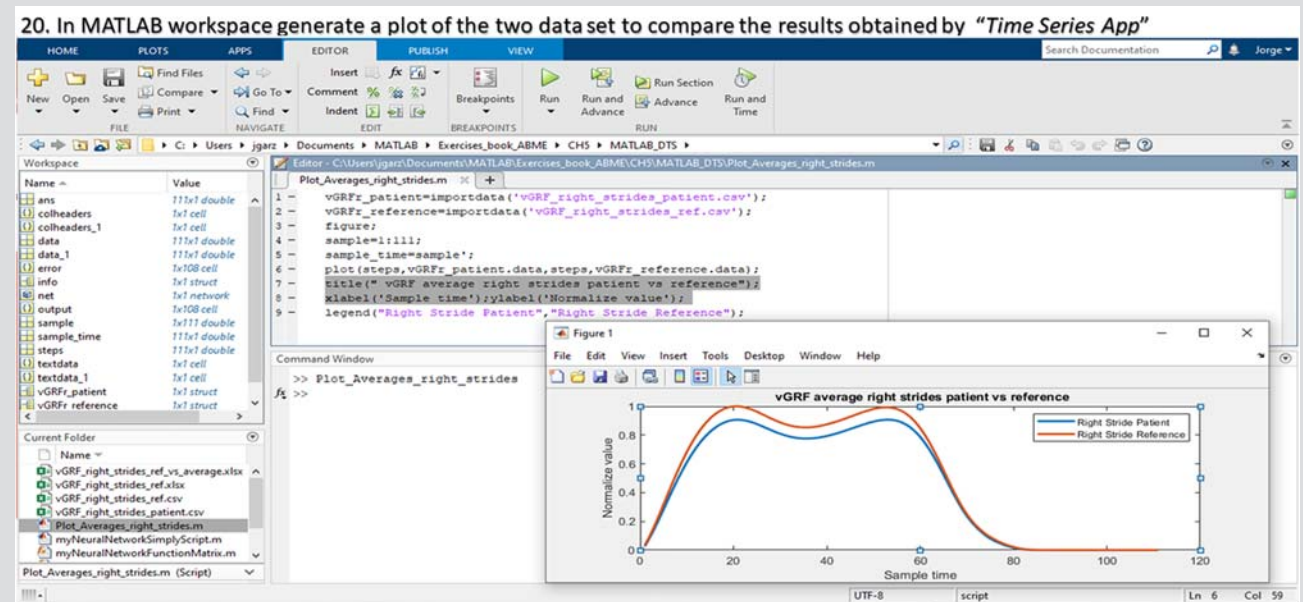 20. In MATLAB workspace generate a plot of the two data set to compare the results obtained by "Time Series App"
HOME PLOTS APPS EDITOR PUBLISH VIEW Search Documentation Jorge
New Open Save Find Files Compare Print FILE
Go To Find NAVIGATE
Insert fx Comment % Indent EDIT
Breakpoints BREAKPOINTS
Run Run and Advance Run Section Advance Run and Time RUN
C: Users jgarz Documents MATLAB Exercises_book_ABME CH5 MATLAB_DTS
Workspace
Name Value
ans 111x1 double
colheaders 1x1 cell
colheaders_1 1x1 cell
data 111x1 double
data_1 111x1 double
error 1x108 cell
info 1x1 struct
net 1x1 network
output 1x108 cell
sample 1x111 double
sample_time 111x1 double
steps 111x1 double
textdata 1x1 cell
textdata_1 1x1 cell
vGRFr_patient 1x1 struct
vGRFr reference 1x1 struct
Current Folder
Name
vGRF_right_strides_ref_vs_average.xlsx
vGRF_right_strides_ref.xlsx
vGRF_right_strides_ref.csv
vGRF_right_strides_patient.csv
Plot_Averages_right_strides.m
myNeuralNetworkSimplyScript.m
myNeuralNetworkFunctionMatrix.m
Plot_Averages_right_strides.m (Script)
Editor - C:\Users\jgarz\Documents\MATLAB\Exercises_book_ABME\CH5\MATLAB_DTS\Plot_Averages_right_strides.m
Plot_Averages_right_strides.m
1 - vGRFr_patient=importdata('vGRF_right_strides_patient.csv');
2 - vGRFr_reference=importdata('vGRF_right_strides_ref.csv');
3 - figure;
4 - sample=1:111;
5 - sample_time=sample';
6 - plot(steps,vGRFr_patient.data,steps,vGRFr_reference.data);
7 - title(" vGRF average right strides patient vs reference");
8 - xlabel('Sample time');ylabel('Normalize value');
9 - legend("Right Stride Patient","Right Stride Reference");
Command Window
>> Plot_Averages_right_strides
fx >>
Figure 1
File Edit View Insert Tools Desktop Window Help
vGRF average right strides patient vs reference
Right Stride Patient
Right Stride Reference
Normalize value
1
0.8
0.6
0.4
0.2
0
0 20 40 60 80 100 120
Sample time
UTF-8 script Ln 6 Col 59